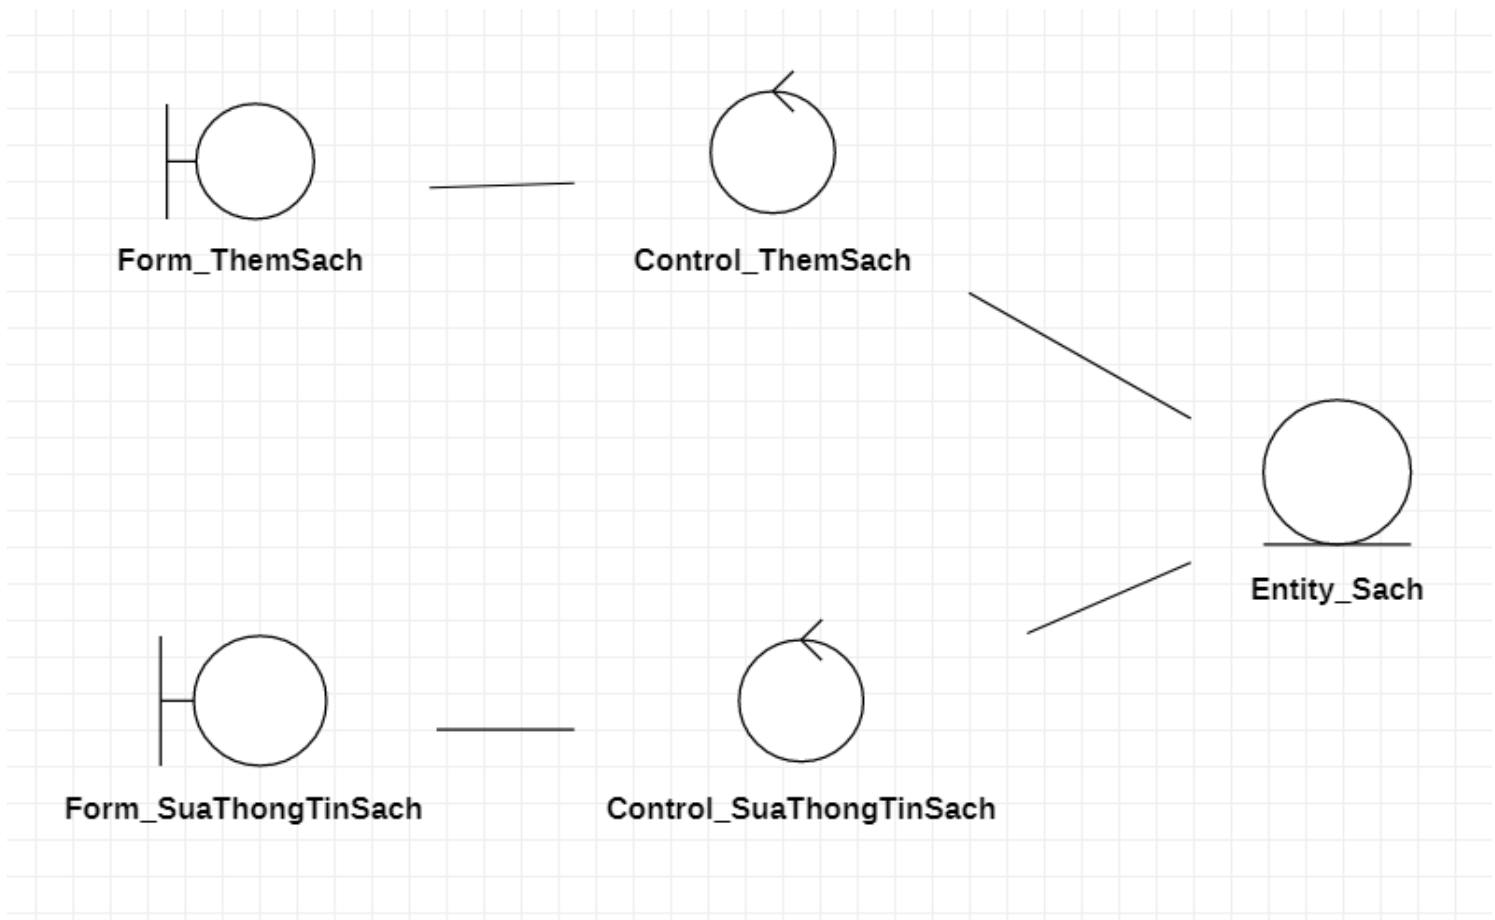 Form_ThemSach
Control_ThemSach
Entity_Sach
Form_SuaThongTinSach
Control_SuaThongTinSach